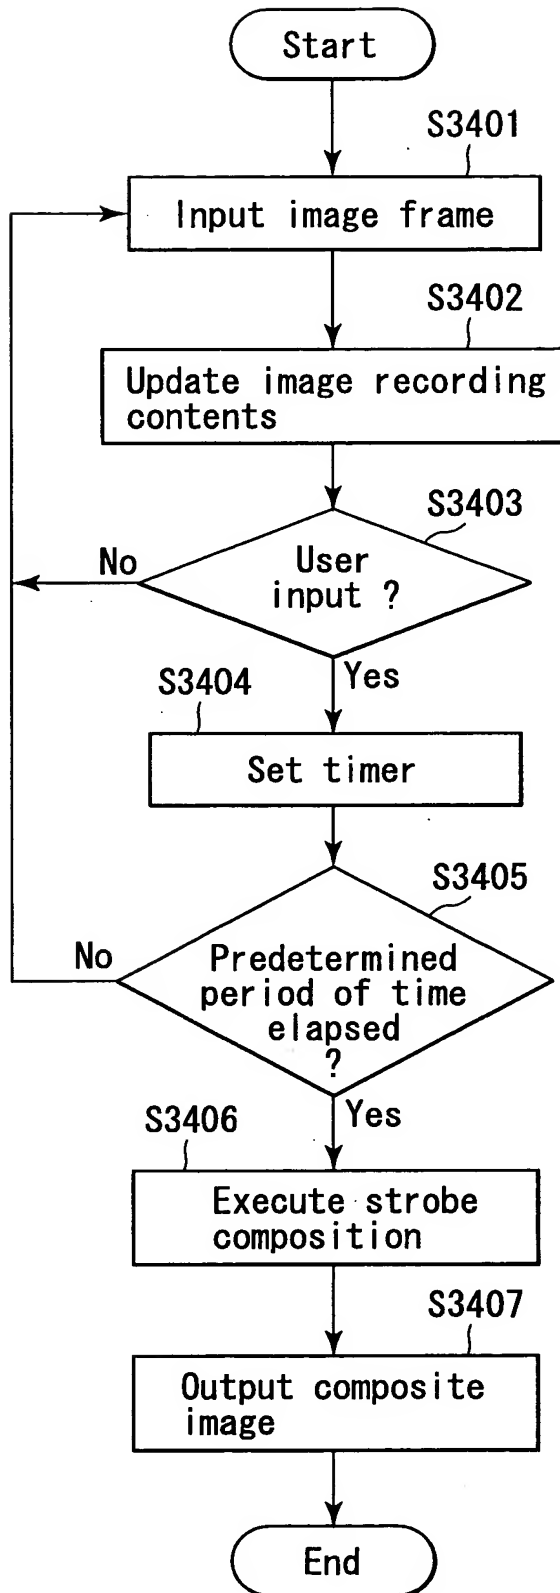 Start
S3401
Input image frame
S3402
Update image recording
contents
S3403
No
User
input ?
Yes
S3404
Set timer
S3405
No
Predetermined
period of time
elapsed
?
Yes
S3406
Execute strobe
composition
S3407
Output composite
image
End